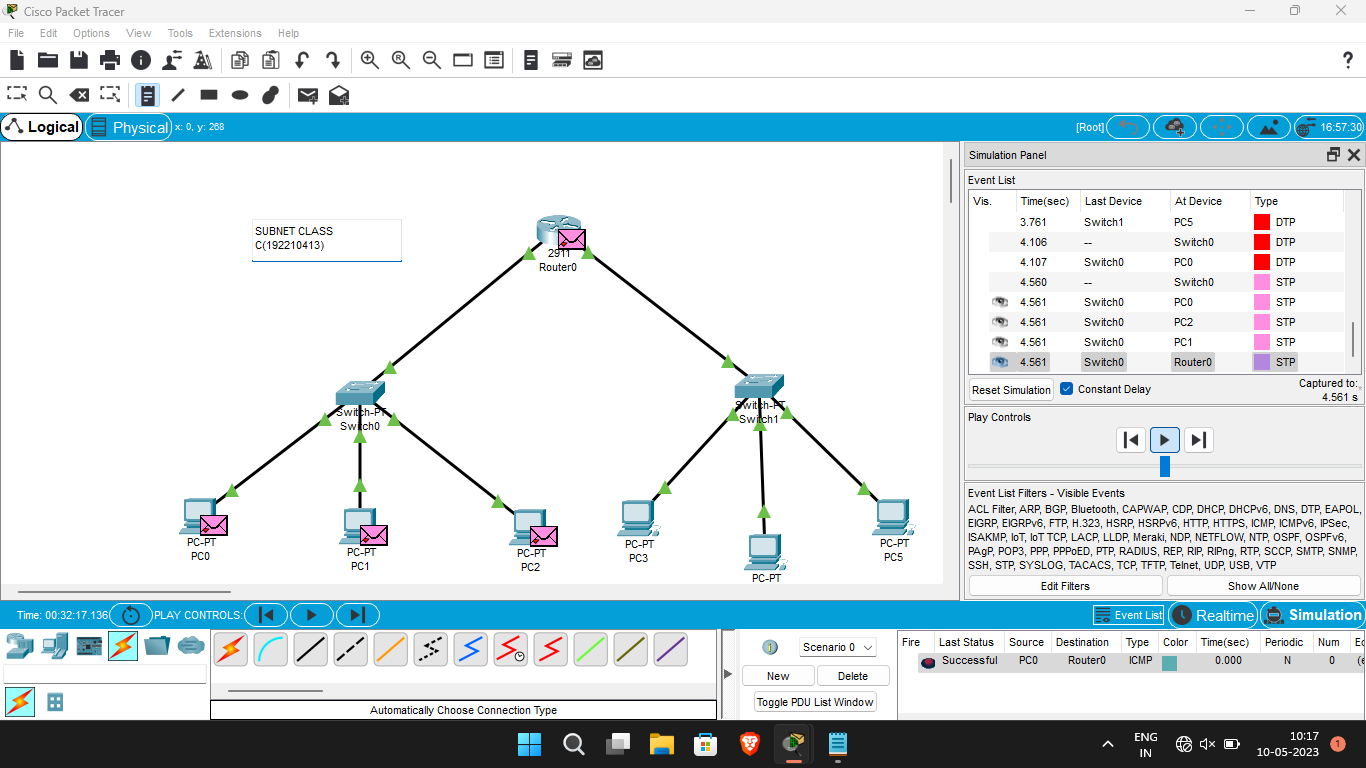 Cisco Packet Tracer
File Edit Options View Tools Extensions Help
?
Logical Physical x: 0, y: 268 [Root] 16:57:30
SUBNET CLASS
C(192210413)
2911
Router0
Switch-PT
Switch0
Switch-PT
Switch1
PC-PT
PC0
PC-PT
PC1
PC-PT
PC2
PC-PT
PC3
PC-PT
PC-PT
PC5
Simulation Panel
Event List
Vis. Time(sec) Last Device At Device Type
3.761 Switch1 PC5 DTP
4.106 -- Switch0 DTP
4.107 Switch0 PC0 DTP
4.560 -- Switch0 STP
4.561 Switch0 PC0 STP
4.561 Switch0 PC2 STP
4.561 Switch0 PC1 STP
4.561 Switch0 Router0 STP
Reset Simulation Constant Delay Captured to:
4.561 s
Play Controls
Event List Filters - Visible Events
ACL Filter, ARP, BGP, Bluetooth, CAPWAP, CDP, DHCP, DHCPv6, DNS, DTP, EAPOL,
EIGRP, EIGRPv6, FTP, H.323, HSRP, HSRPv6, HTTP, HTTPS, ICMP, ICMPv6, IPSec,
ISAKMP, IoT, IoT TCP, LACP, LLDP, Meraki, NDP, NETFLOW, NTP, OSPF, OSPFv6,
PAgP, POP3, PPP, PPPoED, PTP, RADIUS, REP, RIP, RIPng, RTP, SCCP, SMTP, SNMP,
SSH, STP, SYSLOG, TACACS, TCP, TFTP, Telnet, UDP, USB, VTP
Edit Filters Show All/None
Time: 00:32:17.136 PLAY CONTROLS: Event List Realtime Simulation
Scenario 0
New Delete
Toggle PDU List Window
Fire Last Status Source Destination Type Color Time(sec) Periodic Num
Successful PC0 Router0 ICMP 0.000 N 0
Automatically Choose Connection Type
ENG
IN
10:17
10-05-2023
1